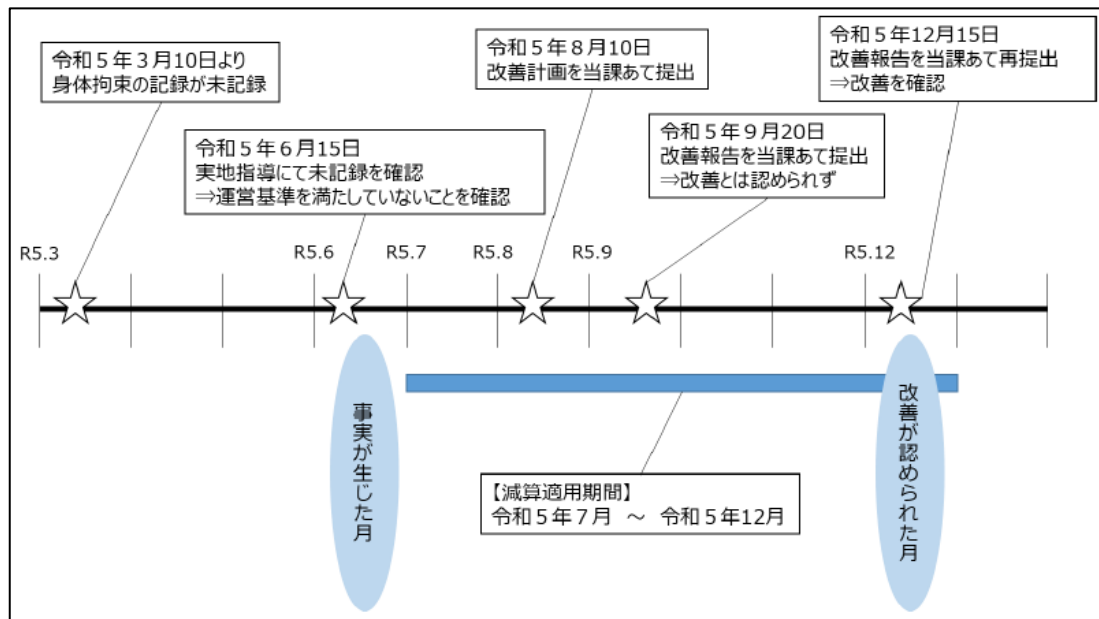 令和５年３月10日より
身体拘束の記録が未記録
令和５年６月15日
実地指導にて未記録を確認
⇒運営基準を満たしていないことを確認
令和５年８月10日
改善計画を当課あて提出
令和５年９月20日
改善報告を当課あて提出
⇒改善とは認められず
令和５年12月15日
改善報告を当課あて再提出
⇒改善を確認
R5.3
R5.6
R5.7
R5.8
R5.9
R5.12
事実が生じた月
【減算適用期間】
令和５年７月　～　令和５年12月
改善が認められた月